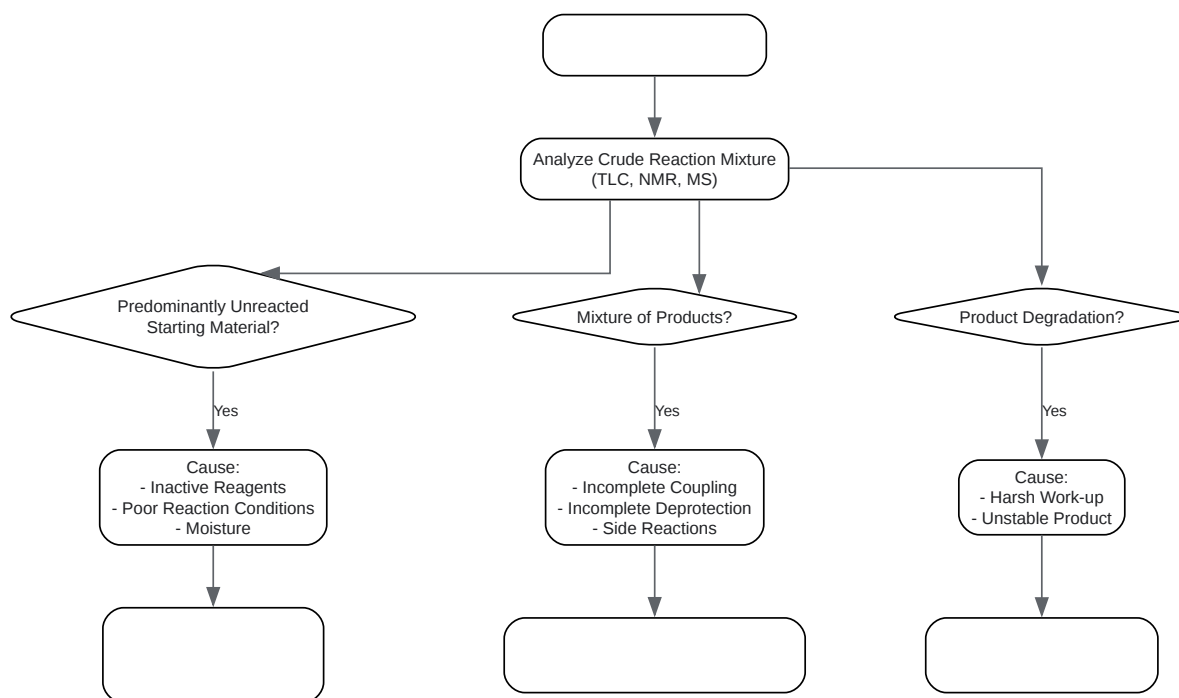 Analyze Crude Reaction Mixture
(TLC, NMR, MS)
Predominantly Unreacted
Starting Material?
Mixture of Products?
Product Degradation?
Yes
Yes
Yes
Cause:
- Inactive Reagents
- Poor Reaction Conditions
- Moisture
Cause:
- Incomplete Coupling
- Incomplete Deprotection
- Side Reactions
Cause:
- Harsh Work-up
- Unstable Product